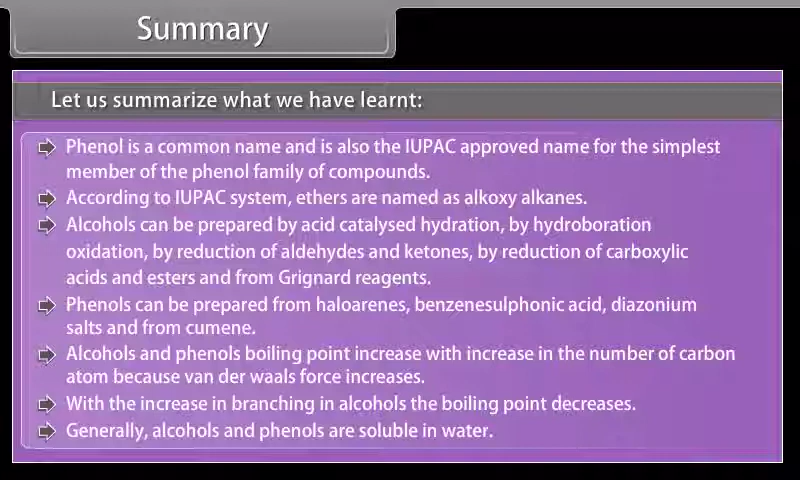 Summary
Let us summarize what we have learnt:
Phenol is a common name and is also the IUPAC approved name for the simplest
member of the phenol family of compounds.
According to IUPAC system, ethers are named as alkoxy alkanes.
Alcohols can be prepared by acid catalysed hydration, by hydroboration
oxidation, by reduction of aldehydes and ketones, by reduction of carboxylic
acids and esters and from Grignard reagents.
Phenols can be prepared from haloarenes, benzenesulphonic acid, diazonium
salts and from cumene.
Alcohols and phenols boiling point increase with increase in the number of carbon
atom because van der waals force increases.
With the increase in branching in alcohols the boiling point decreases.
Generally, alcohols and phenols are soluble in water.